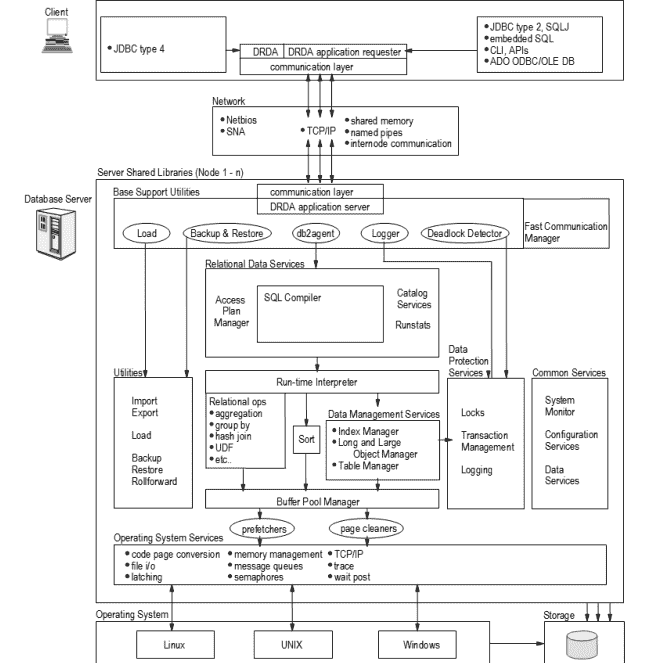 Client
• JDBC type 4
DRDA
DRDA application requester
communication layer
• JDBC type 2, SQLJ
• embedded SQL
• CLI, APIs
• ADO ODBC/OLE DB
Network
• Netbios
• SNA
• TCP/IP
• shared memory
• named pipes
• internode communication
Server Shared Libraries (Node 1 - n)
Database Server
Base Support Utilities
communication layer
DRDA application server
Load
Backup & Restore
db2agent
Logger
Deadlock Detector
Fast Communication
Manager
Relational Data Services
Access
Plan
Manager
SQL Compiler
Catalog
Services
Runstats
Utilities
Import
Export
Load
Backup
Restore
Rollforward
Run-time Interpreter
Relational ops
• aggregation
• group by
• hash join
• UDF
• etc..
Sort
Data Management Services
• Index Manager
• Long and Large
Object Manager
• Table Manager
Data
Protection
Services
Locks
Transaction
Management
Logging
Common Services
System
Monitor
Configuration
Services
Data
Services
Buffer Pool Manager
prefetchers
page cleaners
Operating System Services
• code page conversion
• file i/o
• latching
• memory management
• message queues
• semaphores
• TCP/IP
• trace
• wait post
Operating System
Linux
UNIX
Windows
Storage